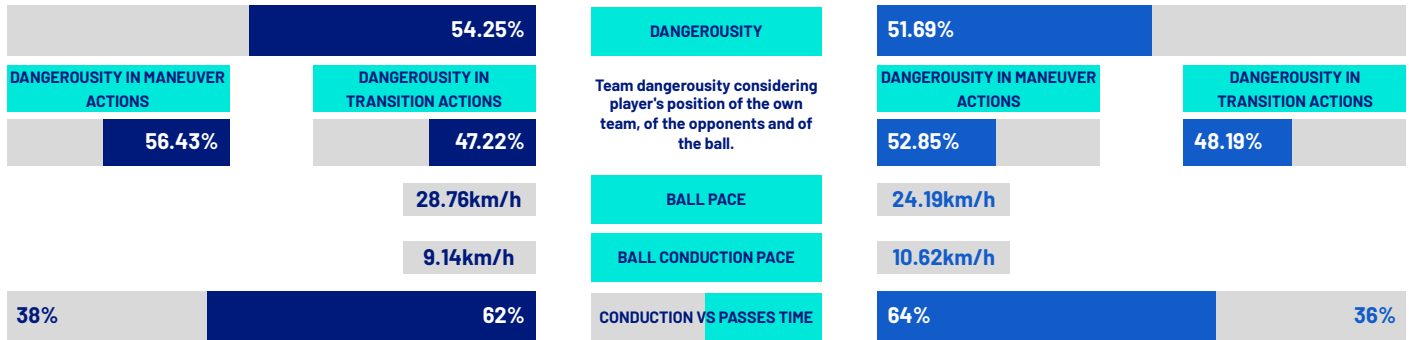 54.25%
DANGEROUSITY
51.69%
DANGEROUSITY IN MANEUVER
ACTIONS
DANGEROUSITY IN
TRANSITION ACTIONS
Team dangerousity considering
player's position of the own
team, of the opponents and of
the ball.
DANGEROUSITY IN MANEUVER
ACTIONS
DANGEROUSITY IN
TRANSITION ACTIONS
56.43%
47.22%
52.85%
48.19%
28.76km/h
BALL PACE
24.19km/h
9.14km/h
BALL CONDUCTION PACE
10.62km/h
38%
62%
CONDUCTION VS PASSES TIME
64%
36%